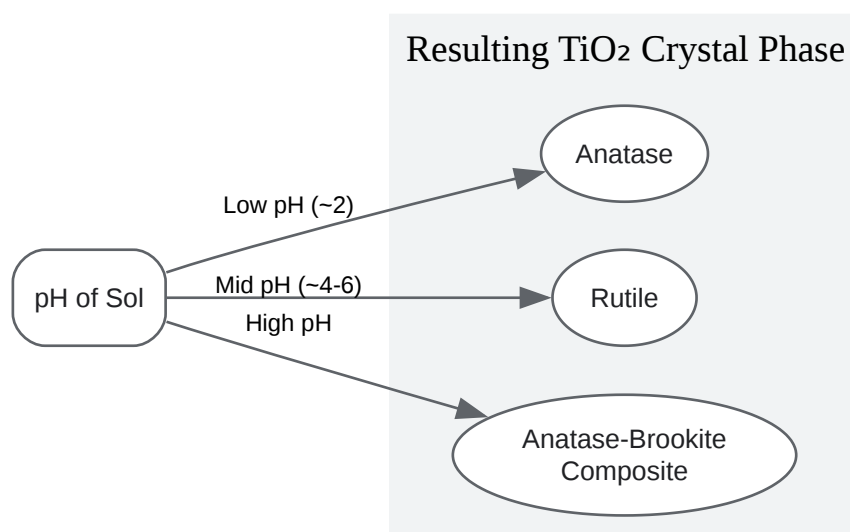 Resulting TiO₂ Crystal Phase
Anatase
Low pH (~2)
pH of Sol
Mid pH (~4-6)
Rutile
High pH
Anatase-Brookite
Composite